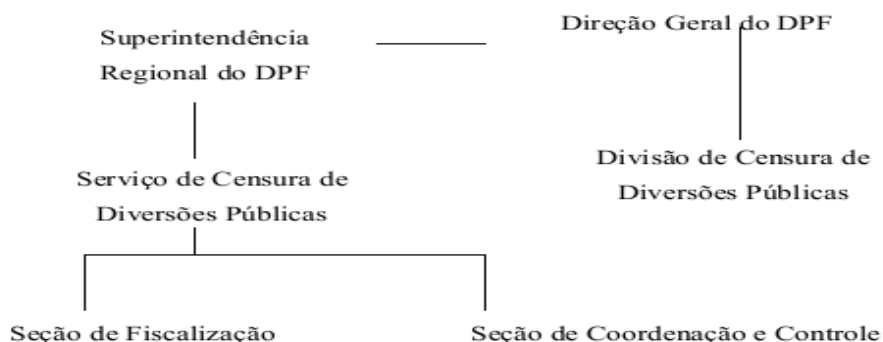 Superintendência
Regional do DPF
Direção Geral do DPF
Serviço de Censura de
Diversões Públicas
Divisão de Censura de
Diversões Públicas
Seção de Fiscalização
Seção de Coordenação e Controle